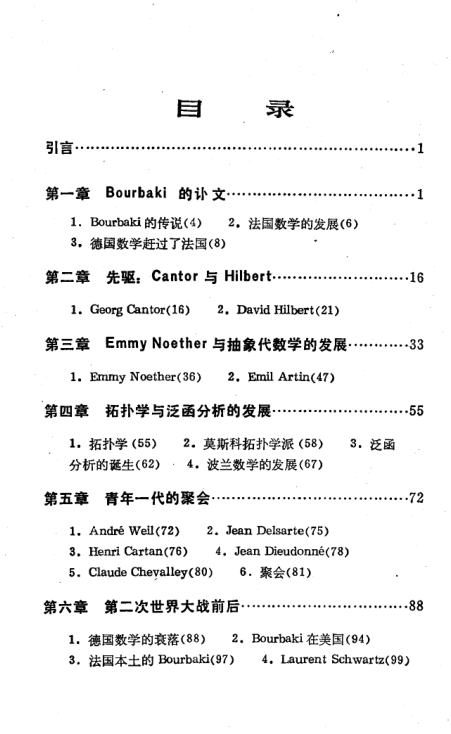 目 录
引言……………………………………………………1
第一章 Bourbaki 的讣文……………………………1
1. Bourbaki 的传说(4) 2. 法国数学的发展(6)
3. 德国数学赶过了法国(8)
第二章 先驱：Cantor 与 Hilbert………………………16
1. Georg Cantor(16) 2. David Hilbert(21)
第三章 Emmy Noether 与抽象代数学的发展…………33
1. Emmy Noether(36) 2. Emil Artin(47)
第四章 拓扑学与泛函分析的发展………………………55
1. 拓扑学 (55) 2. 莫斯科拓扑学派 (58) 3. 泛函
分析的诞生(62) 4. 波兰数学的发展(67)
第五章 青年一代的聚会…………………………………72
1. André Weil(72) 2. Jean Delsarte(75)
3. Henri Cartan(76) 4. Jean Dieudonné(78)
5. Claude Chevalley(80) 6. 聚会(81)
第六章 第二次世界大战前后……………………………88
1. 德国数学的衰落(88) 2. Bourbaki 在美国(94)
3. 法国本土的 Bourbaki(97) 4. Laurent Schwartz(99)